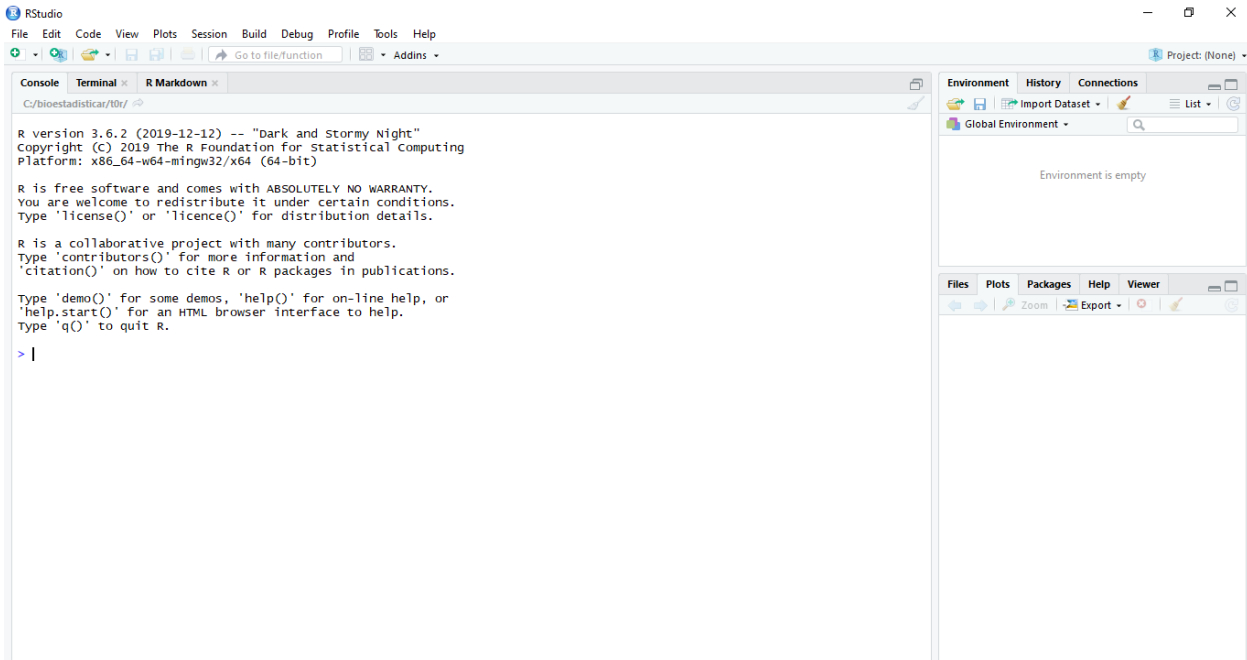 RStudio
File Edit Code View Plots Session Build Debug Profile Tools Help
Go to file/function Addins Project: (None)
Console Terminal R Markdown
C:/bioestadisticar/t0r/
R version 3.6.2 (2019-12-12) -- "Dark and Stormy Night"
Copyright (C) 2019 The R Foundation for Statistical Computing
Platform: x86_64-w64-mingw32/x64 (64-bit)
R is free software and comes with ABSOLUTELY NO WARRANTY.
You are welcome to redistribute it under certain conditions.
Type 'license()' or 'licence()' for distribution details.
R is a collaborative project with many contributors.
Type 'contributors()' for more information and
'citation()' on how to cite R or R packages in publications.
Type 'demo()' for some demos, 'help()' for on-line help, or
'help.start()' for an HTML browser interface to help.
Type 'q()' to quit R.
>
Environment History Connections
Import Dataset List
Global Environment
Environment is empty
Files Plots Packages Help Viewer
Zoom Export